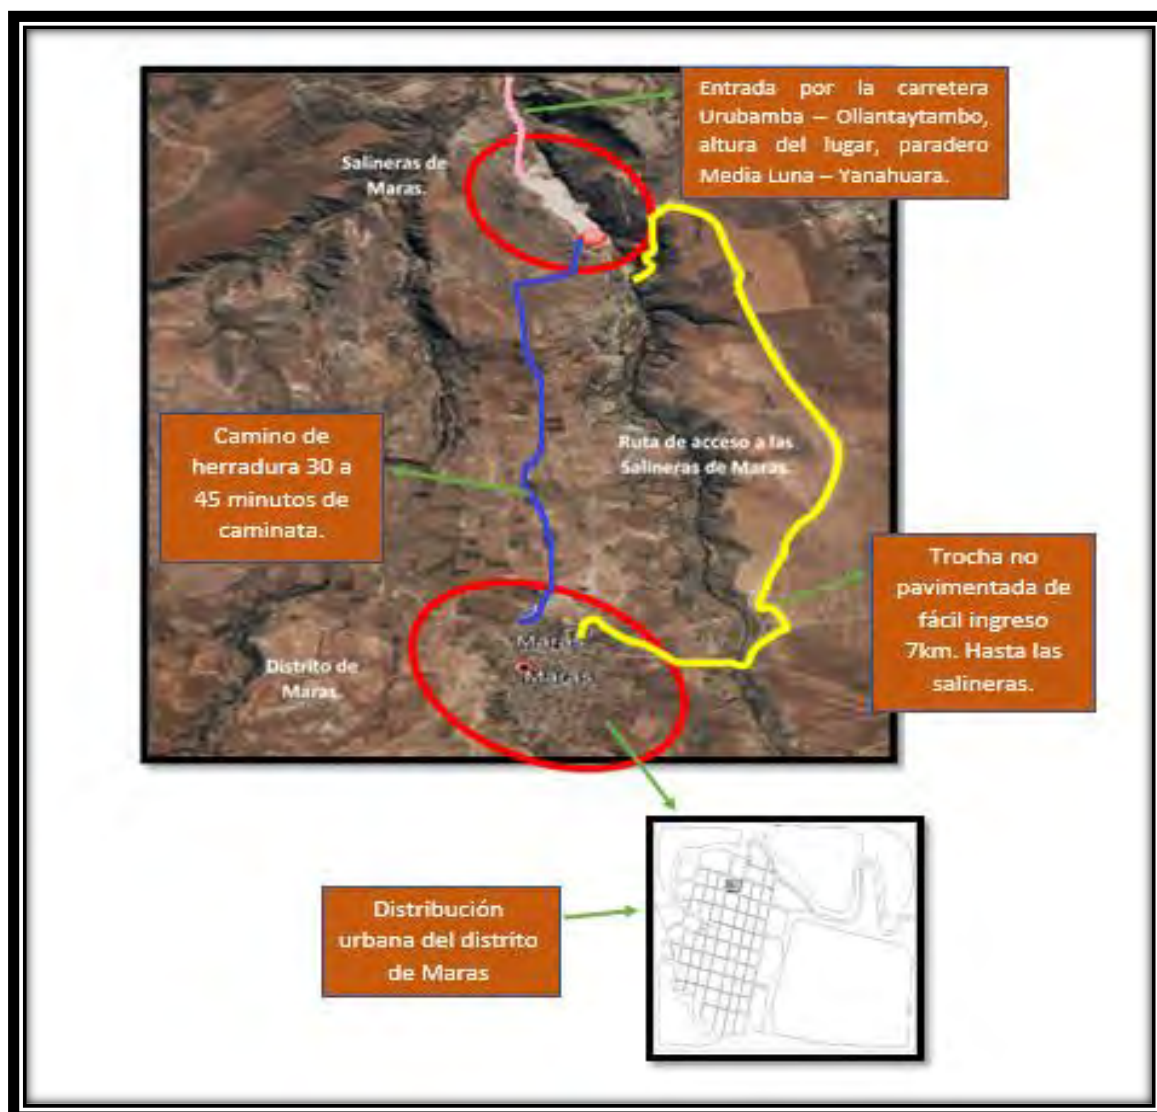 Entrada por la carretera
Urubamba – Ollantaytambo,
altura del lugar, paradero
Media Luna – Yanahuara.
Salineras de
Maras.
Camino de
herradura 30 a
45 minutos de
caminata.
Ruta de acceso a las
Salineras de Maras.
Trocha no
pavimentada de
fácil ingreso
7km. Hasta las
salineras.
Maras
Maras
Distrito de
Maras.
Distribución
urbana del distrito
de Maras